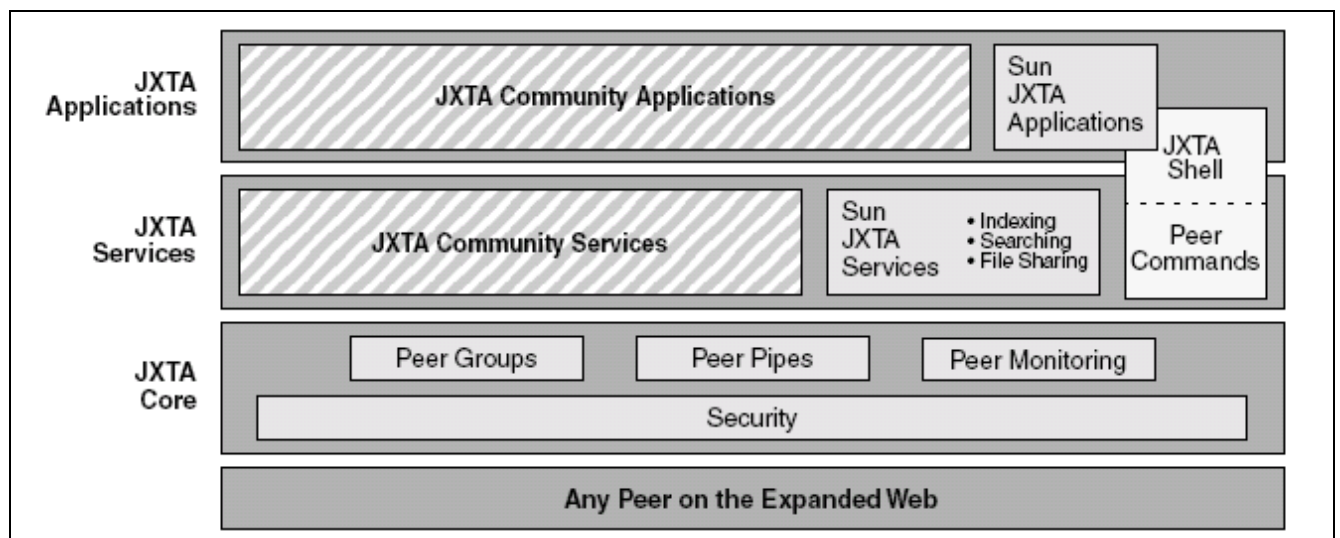 JXTA
Applications
JXTA Community Applications
Sun
JXTA
Applications
JXTA
Shell
Peer
Commands
JXTA
Services
JXTA Community Services
Sun
JXTA
Services
• Indexing
• Searching
• File Sharing
JXTA
Core
Peer Groups
Peer Pipes
Peer Monitoring
Security
Any Peer on the Expanded Web